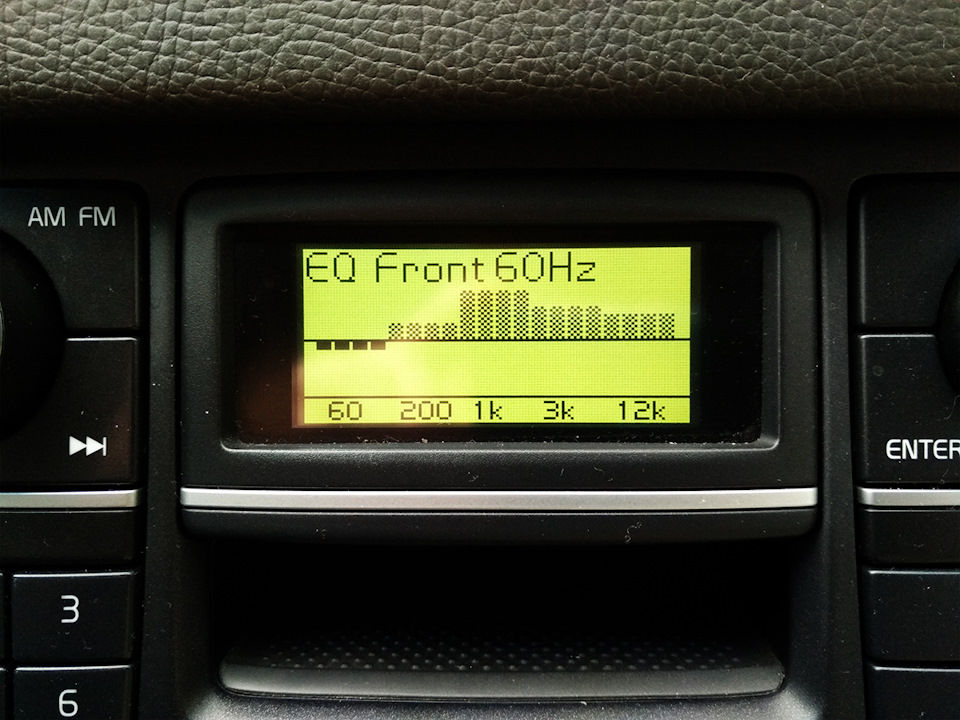 AM FM
EQ Front 60Hz
60 200 1k 3k 12k
ENTER
3
6